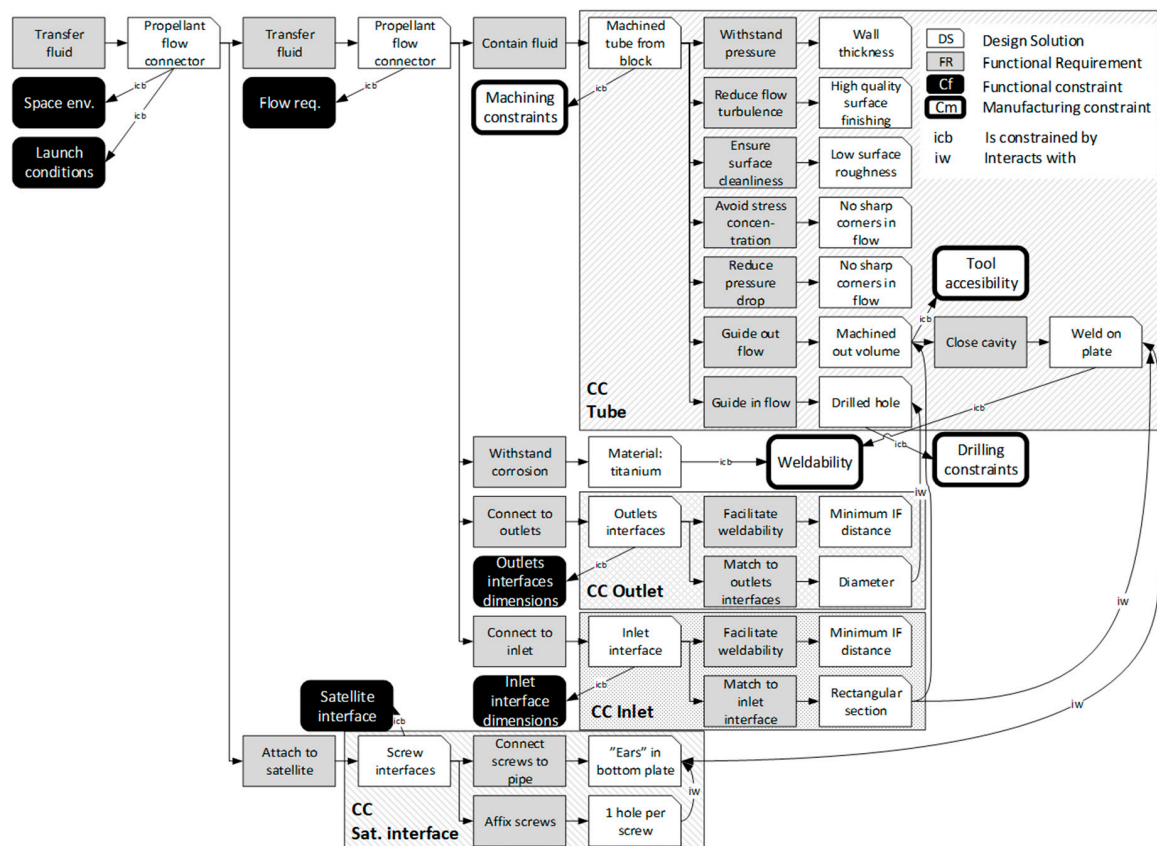 Transfer
fluid
Propellant
flow
connector
Transfer
fluid
Propellant
flow
connector
Contain fluid
Machined
tube from
block
Withstand
pressure
Wall
thickness
DS
Design Solution
FR
Functional Requirement
Cf
Functional constraint
Cm
Manufacturing constraint
icb
Is constrained by
iw
Interacts with
Space env.
icb
icb
Launch
conditions
Flow req.
icb
Machining
constraints
icb
Reduce flow
turbulence
High quality
surface
finishing
Ensure
surface
cleanliness
Low surface
roughness
Avoid stress
concen-
tration
No sharp
corners in
flow
Reduce
pressure
drop
No sharp
corners in
flow
Tool
accesibility
icb
Guide out
flow
Machined
out volume
Close cavity
Weld on
plate
CC
Tube
Guide in flow
Drilled hole
icb
icb
Withstand
corrosion
Material:
titanium
icb
Weldability
Drilling
constraints
iw
Connect to
outlets
Outlets
interfaces
Facilitate
weldability
Minimum IF
distance
Outlets
interfaces
dimensions
icb
CC Outlet
Match to
outlets
interfaces
Diameter
iw
Connect to
inlet
Inlet
interface
Facilitate
weldability
Minimum IF
distance
Inlet
interface
dimensions
icb
CC Inlet
Match to
inlet
interface
Rectangular
section
iw
Satellite
interface
icb
Attach to
satellite
Screw
interfaces
Connect
screws to
pipe
”Ears” in
bottom plate
iw
CC
Sat. interface
Affix screws
1 hole per
screw